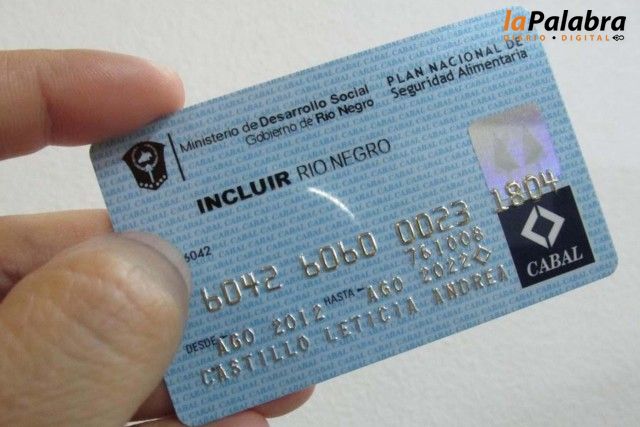 laPalabra
DIARIO • DIGITAL
Ministerio de Desarrollo Social
Gobierno de Río Negro
PLAN NACIONAL DE
Seguridad Alimentaria
INCLUIR RIO NEGRO
6042
6042 6060 0023 1804
761008
DESDE AGO 2012 HASTA AGO 2022
CASTILLO LETICIA ANDREA
CABAL